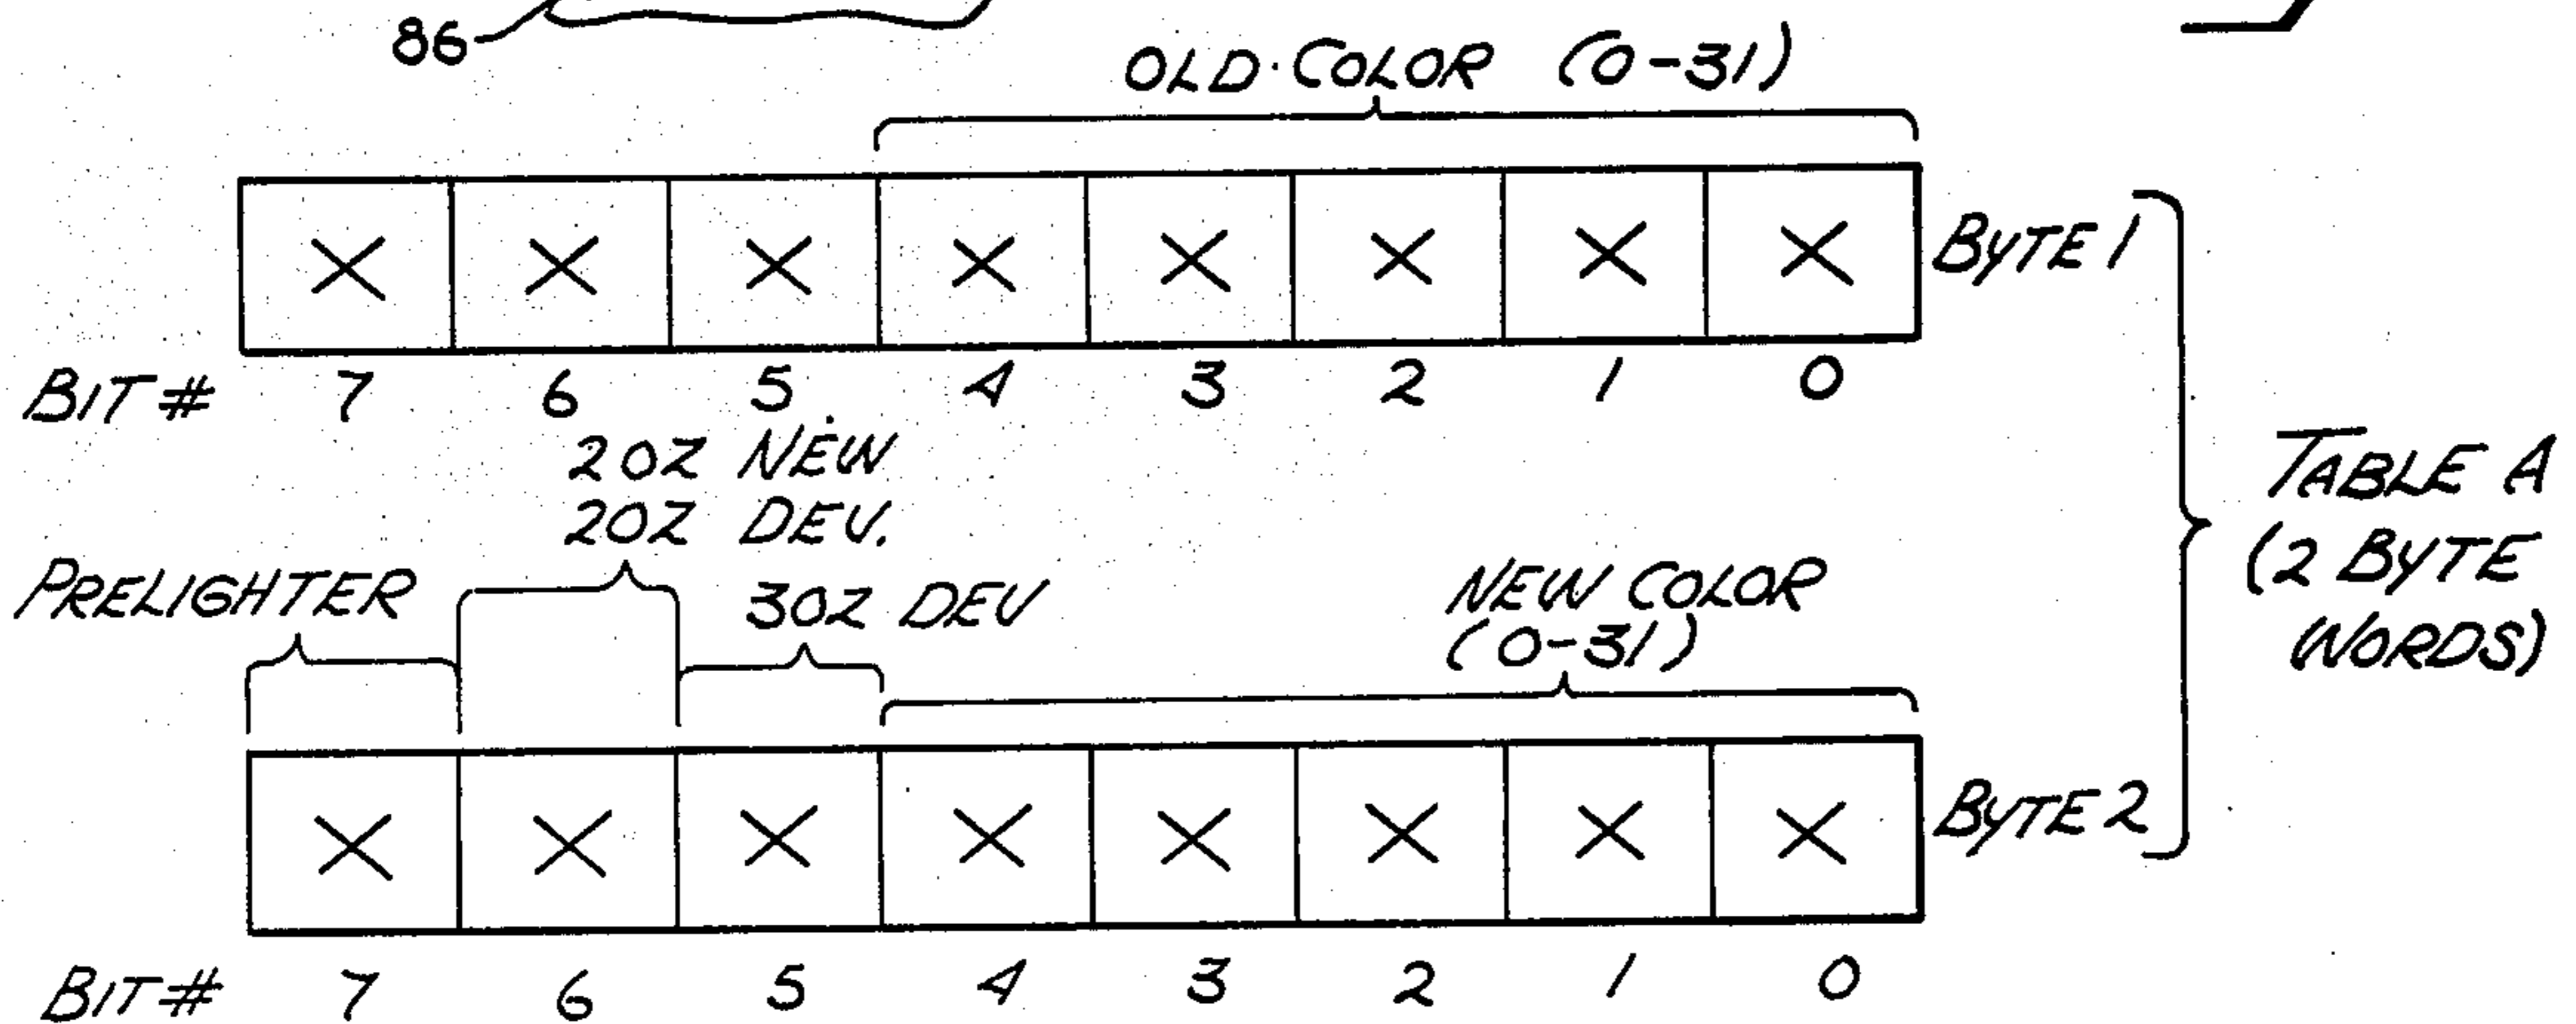 86
OLD COLOR (0-31)
X X X X X X X X BYTE 1
BIT # 7 6 5 4 3 2 1 0
2OZ NEW
2OZ DEV.
PRELIGHTER
3OZ DEV
NEW COLOR
(0-31)
X X X X X X X X BYTE 2
BIT # 7 6 5 4 3 2 1 0
TABLE A
(2 BYTE
WORDS)